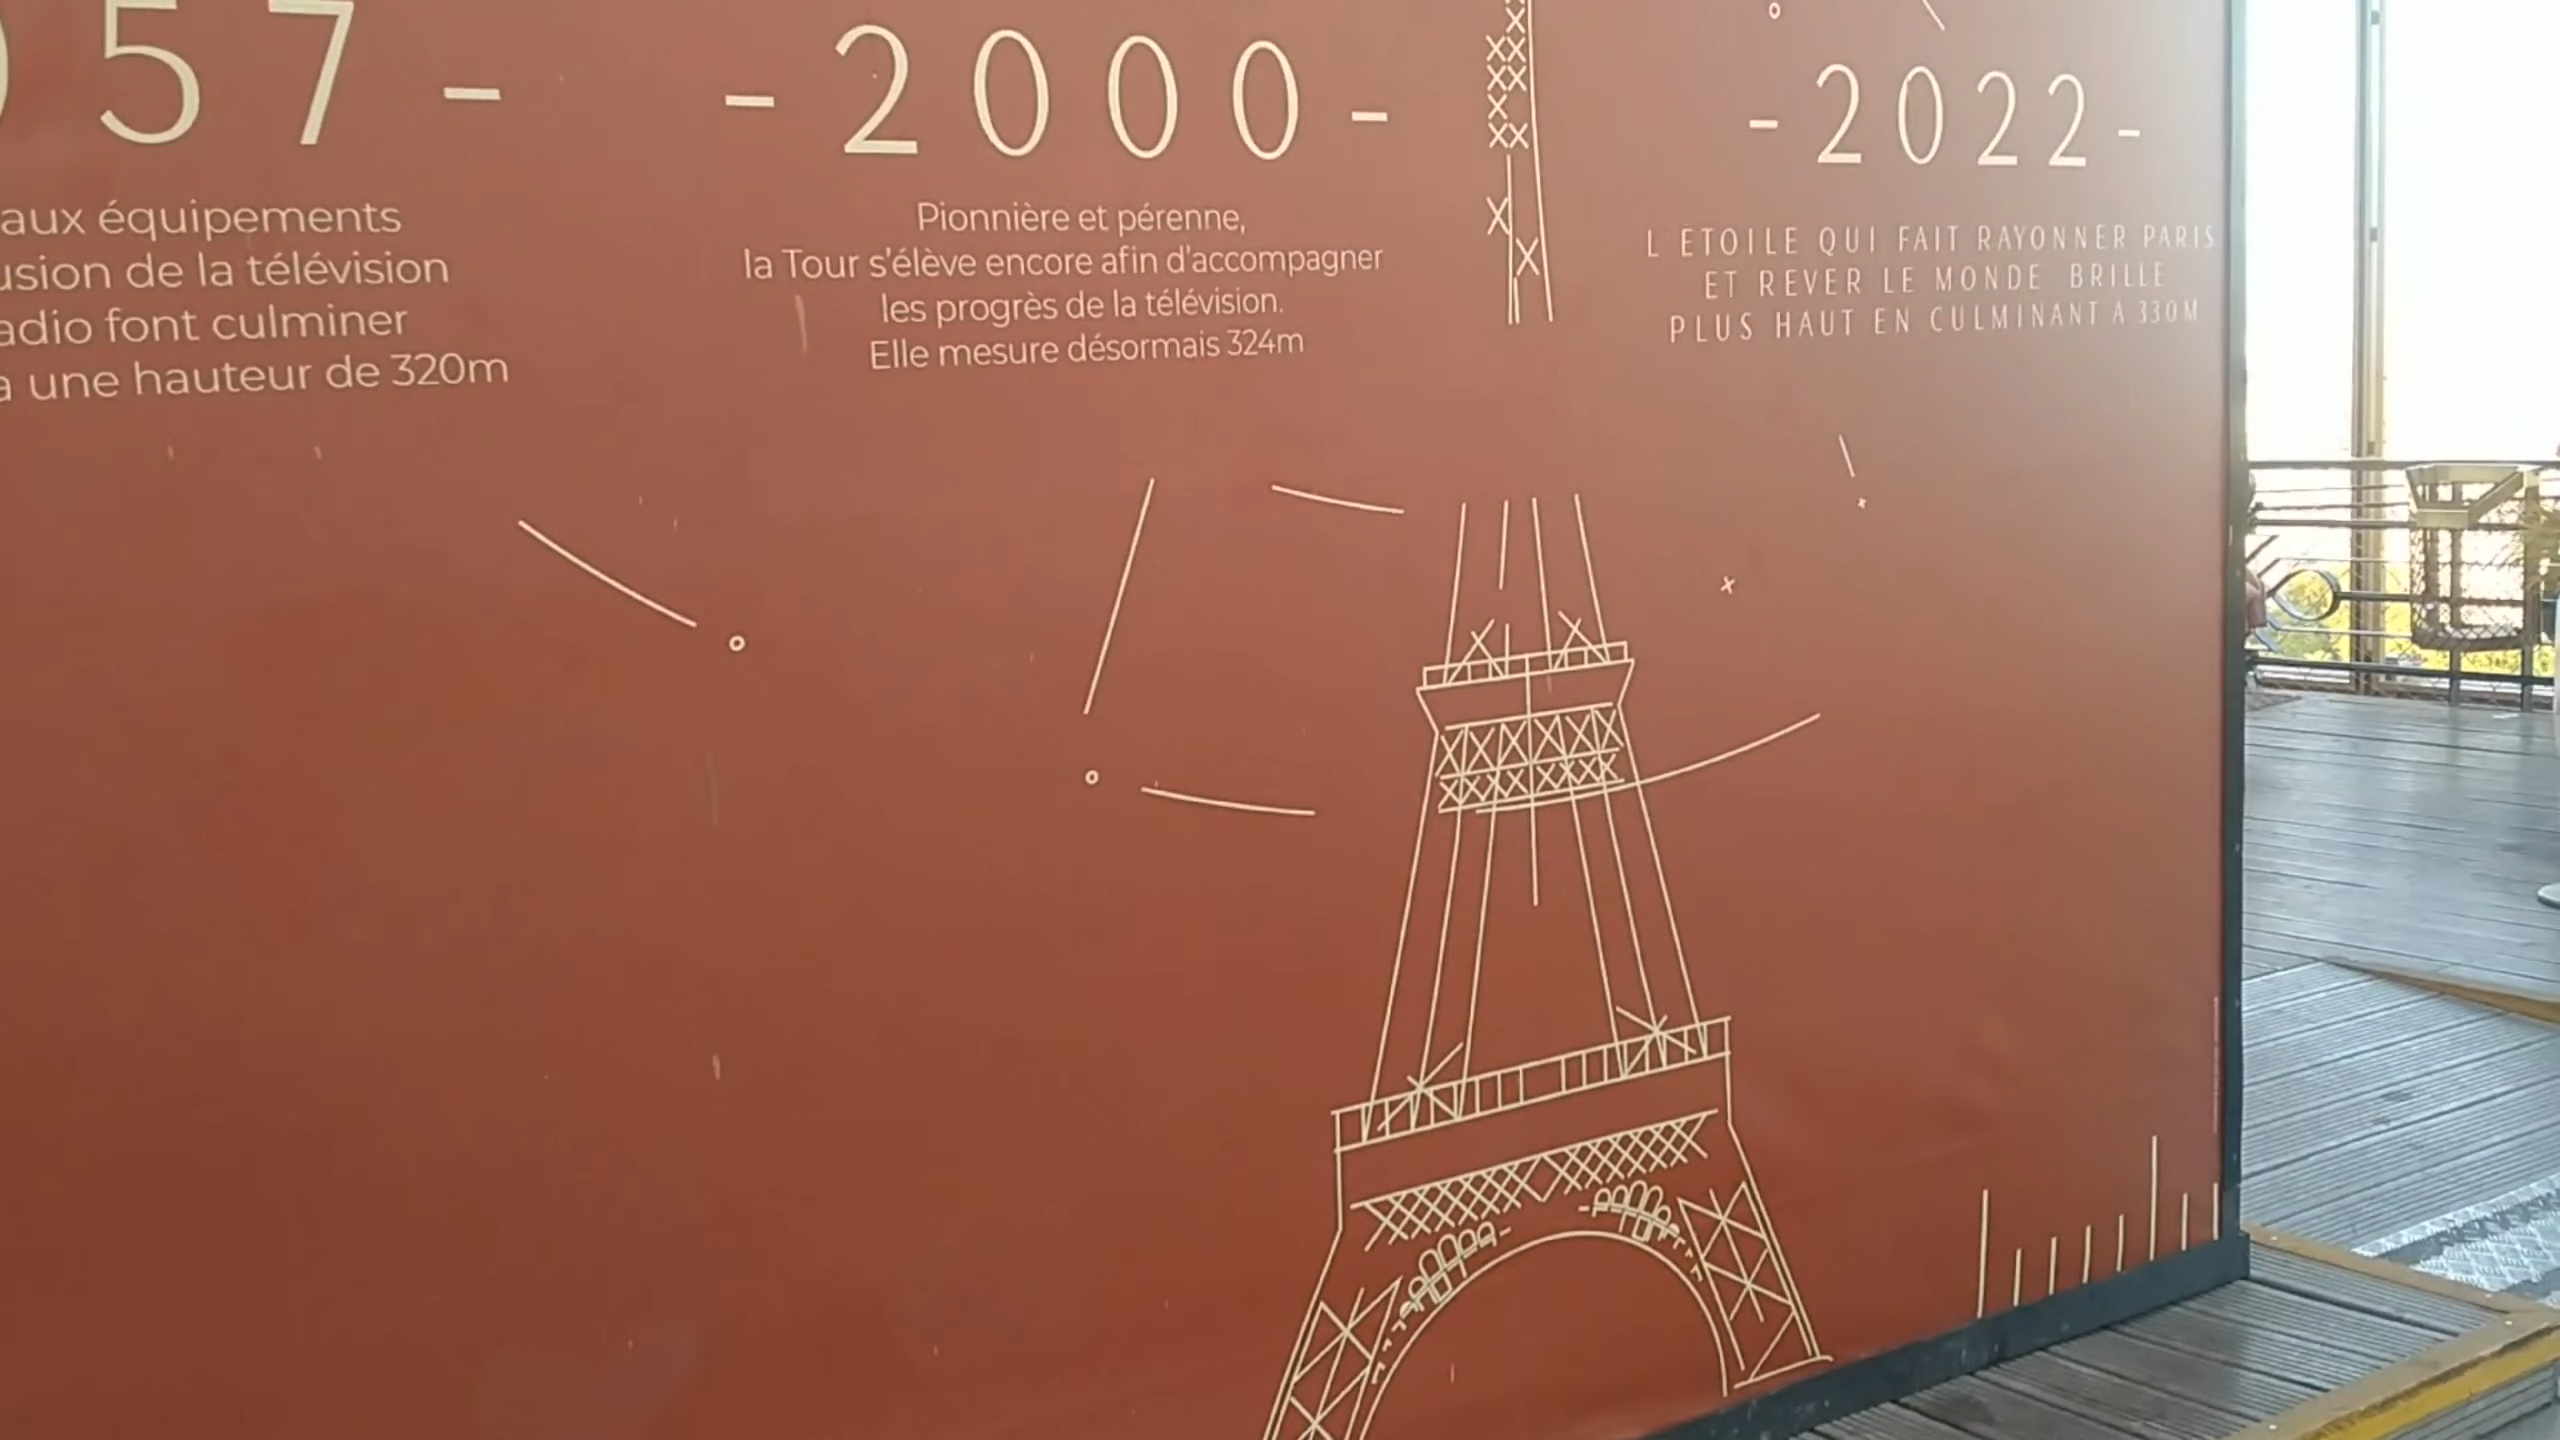 57 -
aux équipements
usion de la télévision
adio font culminer
à une hauteur de 320m
- 2000 -
Pionnière et pérenne,
la Tour s'élève encore afin d'accompagner
les progrès de la télévision.
Elle mesure désormais 324m
- 2022 -
L ETOILE QUI FAIT RAYONNER PARIS
ET REVER LE MONDE BRILLE
PLUS HAUT EN CULMINANT A 330M